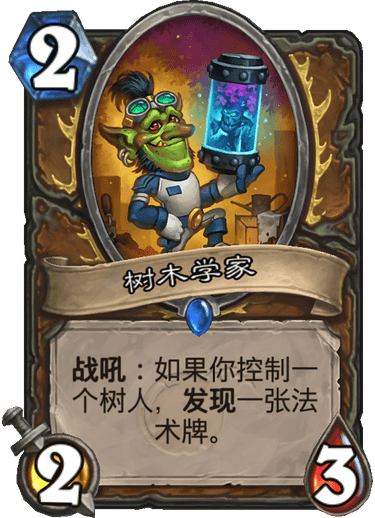 2
树木学家
战吼：如果你控制一
个树人，发现一张法
术牌。
2
3